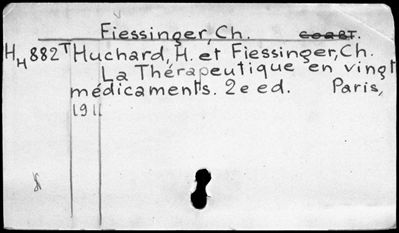 Fiessinger, Ch.
HH882T Huchard, H. et Fiessinger, Ch.
La Thérapeutique en vingt
médicaments. 2e ed. Paris,
1911